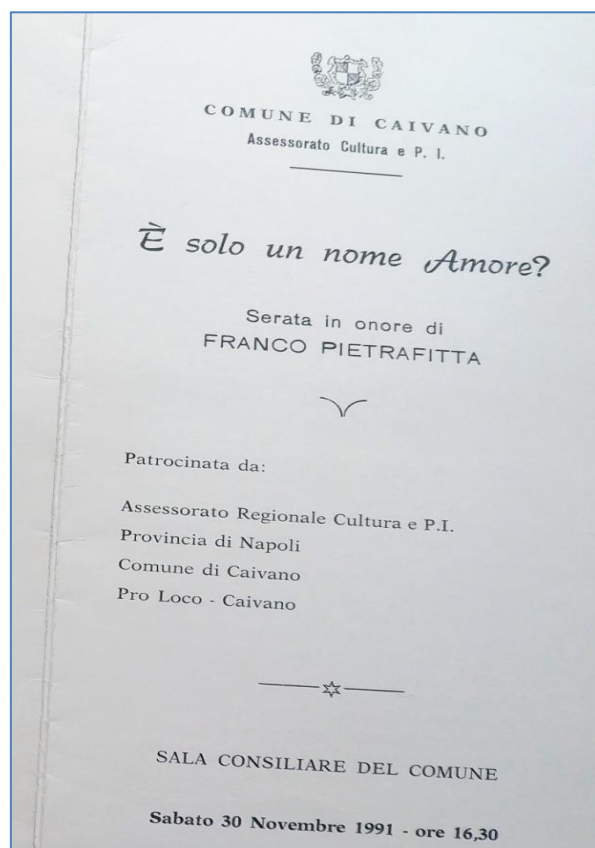 COMUNE DI CAIVANO
Assessorato Cultura e P. I.
È solo un nome Amore?
Serata in onore di
FRANCO PIETRAFITTA
Patrocinata da:
Assessorato Regionale Cultura e P.I.
Provincia di Napoli
Comune di Caivano
Pro Loco - Caivano
SALA CONSILIARE DEL COMUNE
Sabato 30 Novembre 1991 - ore 16,30